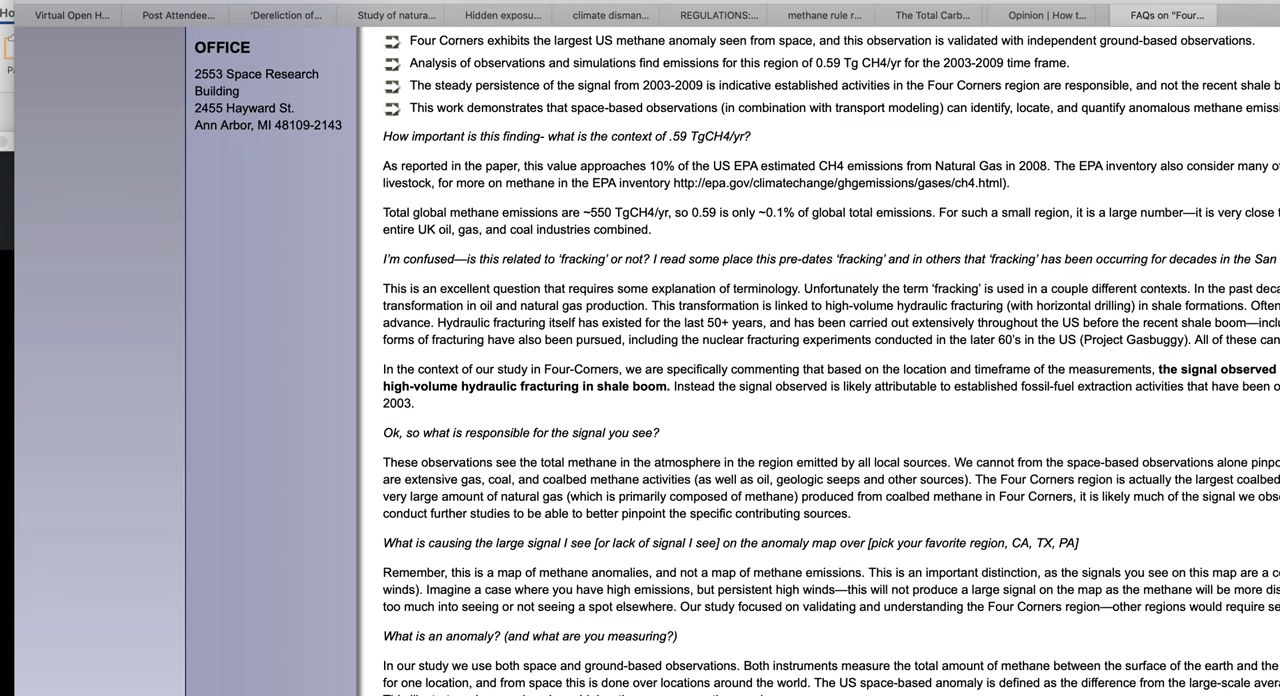 Ho
Virtual Open H...
Post Attendee...
'Dereliction of...
Study of natura...
Hidden exposu...
climate disman...
REGULATIONS:...
methane rule r...
The Total Carb...
Opinion | How t...
FAQs on "Four...
Pa
OFFICE
2553 Space Research
Building
2455 Hayward St.
Ann Arbor, MI 48109-2143
Four Corners exhibits the largest US methane anomaly seen from space, and this observation is validated with independent ground-based observations.
Analysis of observations and simulations find emissions for this region of 0.59 Tg CH4/yr for the 2003-2009 time frame.
The steady persistence of the signal from 2003-2009 is indicative established activities in the Four Corners region are responsible, and not the recent shale b
This work demonstrates that space-based observations (in combination with transport modeling) can identify, locate, and quantify anomalous methane emissi
How important is this finding- what is the context of .59 TgCH4/yr?
As reported in the paper, this value approaches 10% of the US EPA estimated CH4 emissions from Natural Gas in 2008. The EPA inventory also consider many o
livestock, for more on methane in the EPA inventory http://epa.gov/climatechange/ghgemissions/gases/ch4.html).
Total global methane emissions are ~550 TgCH4/yr, so 0.59 is only ~0.1% of global total emissions. For such a small region, it is a large number—it is very close t
entire UK oil, gas, and coal industries combined.
I'm confused—is this related to 'fracking' or not? I read some place this pre-dates 'fracking' and in others that 'fracking' has been occurring for decades in the San
This is an excellent question that requires some explanation of terminology. Unfortunately the term 'fracking' is used in a couple different contexts. In the past deca
transformation in oil and natural gas production. This transformation is linked to high-volume hydraulic fracturing (with horizontal drilling) in shale formations. Often
advance. Hydraulic fracturing itself has existed for the last 50+ years, and has been carried out extensively throughout the US before the recent shale boom—inclu
forms of fracturing have also been pursued, including the nuclear fracturing experiments conducted in the later 60's in the US (Project Gasbuggy). All of these can
In the context of our study in Four-Corners, we are specifically commenting that based on the location and timeframe of the measurements, the signal observed
high-volume hydraulic fracturing in shale boom. Instead the signal observed is likely attributable to established fossil-fuel extraction activities that have been o
2003.
Ok, so what is responsible for the signal you see?
These observations see the total methane in the atmosphere in the region emitted by all local sources. We cannot from the space-based observations alone pinpo
are extensive gas, coal, and coalbed methane activities (as well as oil, geologic seeps and other sources). The Four Corners region is actually the largest coalbed
very large amount of natural gas (which is primarily composed of methane) produced from coalbed methane in Four Corners, it is likely much of the signal we obs
conduct further studies to be able to better pinpoint the specific contributing sources.
What is causing the large signal I see [or lack of signal I see] on the anomaly map over [pick your favorite region, CA, TX, PA]
Remember, this is a map of methane anomalies, and not a map of methane emissions. This is an important distinction, as the signals you see on this map are a c
winds). Imagine a case where you have high emissions, but persistent high winds—this will not produce a large signal on the map as the methane will be more dis
too much into seeing or not seeing a spot elsewhere. Our study focused on validating and understanding the Four Corners region—other regions would require se
What is an anomaly? (and what are you measuring?)
In our study we use both space and ground-based observations. Both instruments measure the total amount of methane between the surface of the earth and the
for one location, and from space this is done over locations around the world. The US space-based anomaly is defined as the difference from the large-scale aver